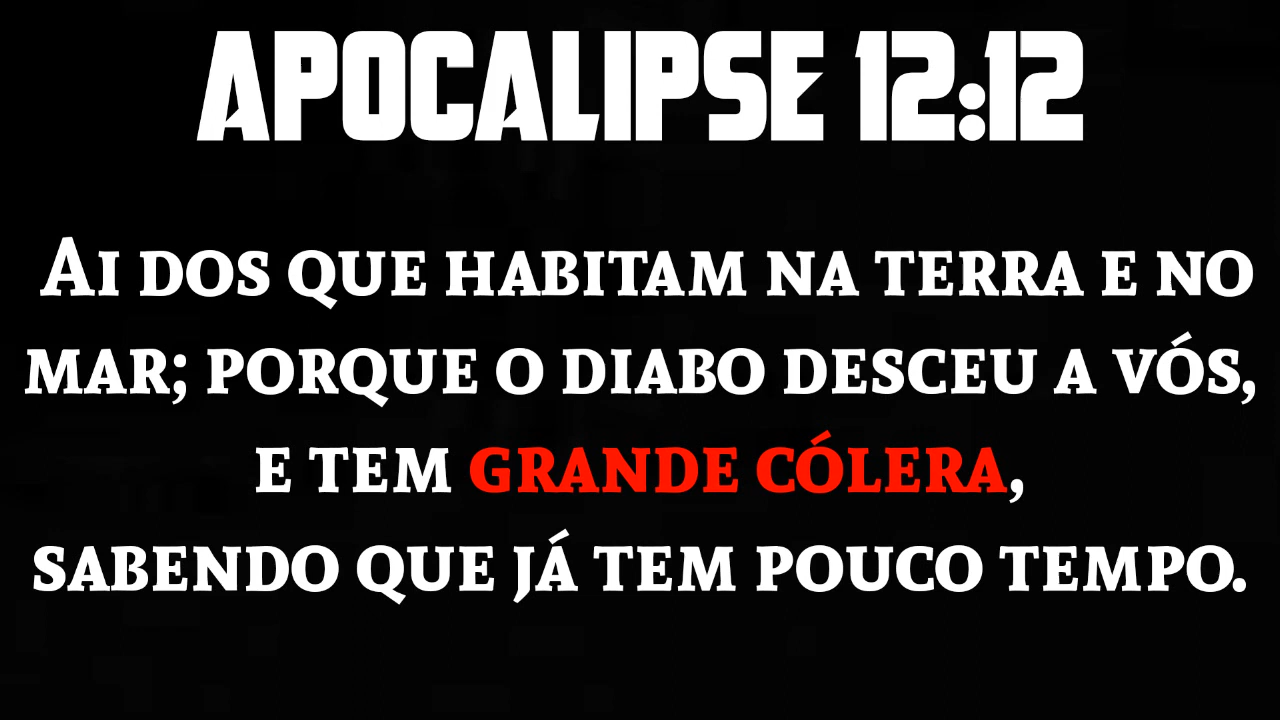 APOCALIPSE 12:12
Ai dos que habitam na terra e no
mar; porque o diabo desceu a vós,
e tem grande cólera,
sabendo que já tem pouco tempo.